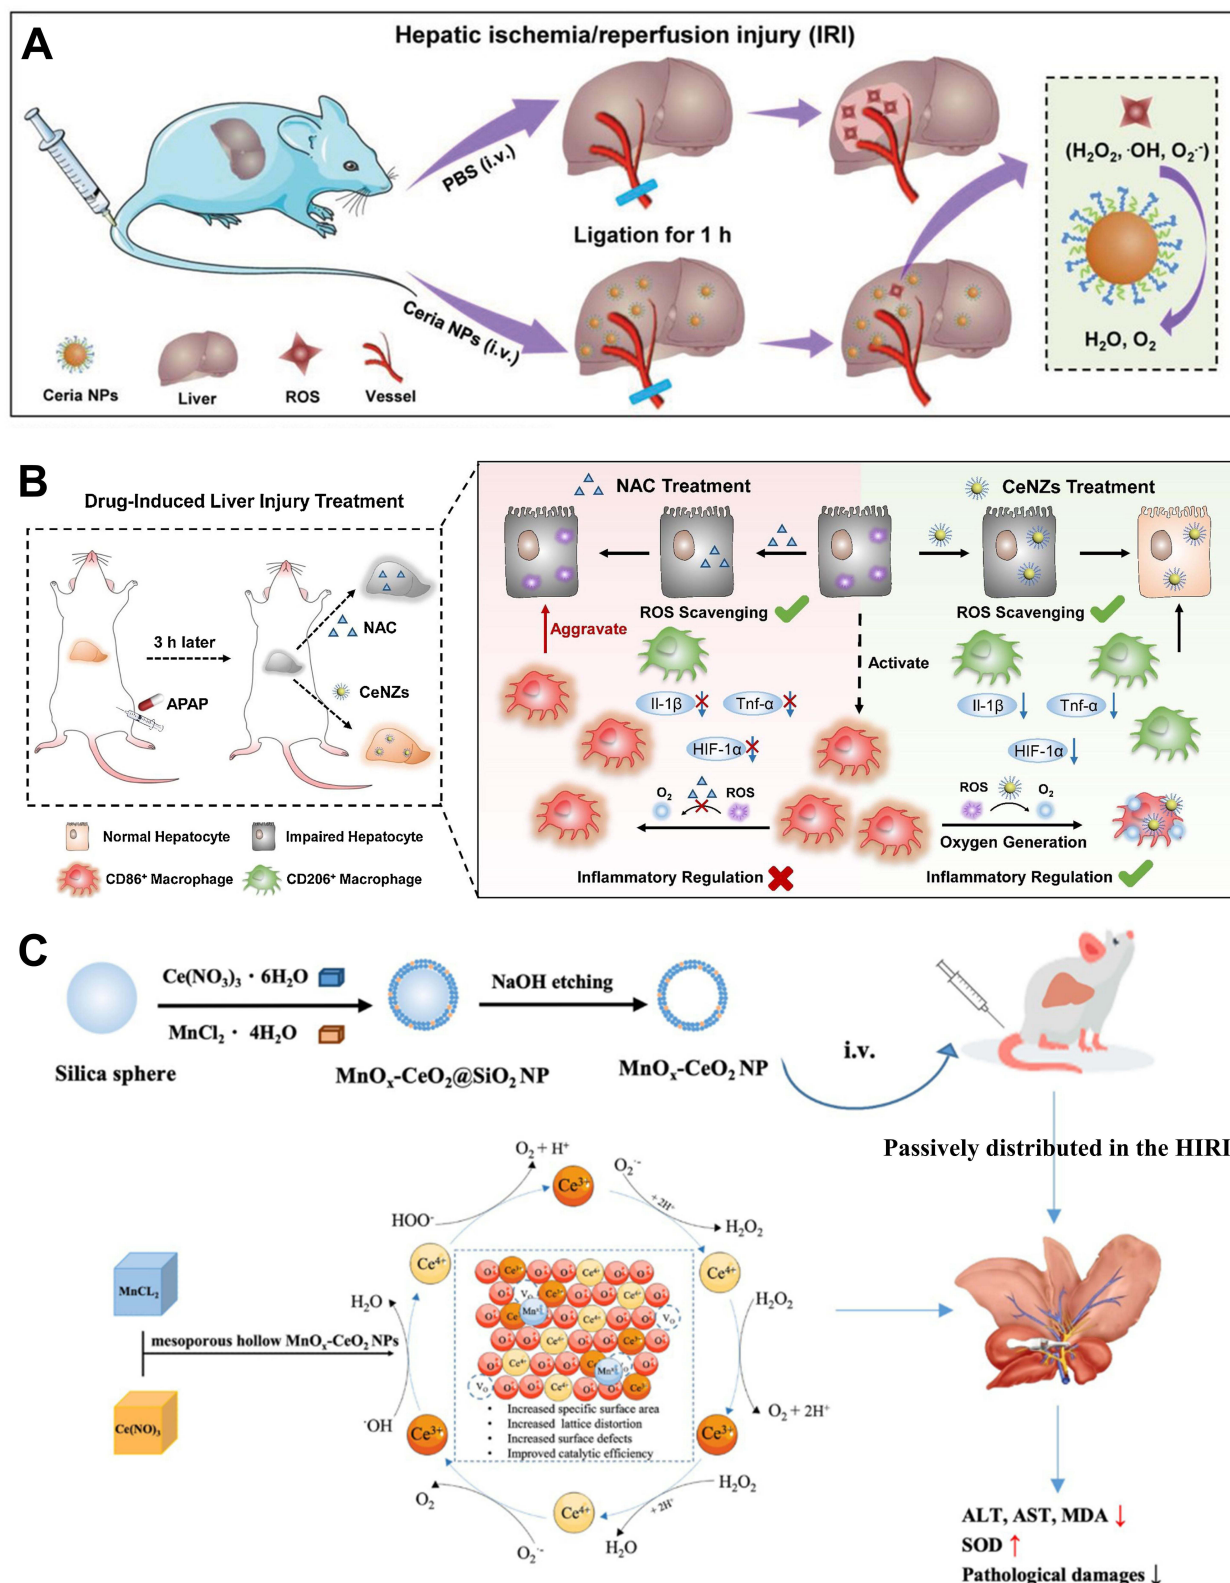 A
Hepatic ischemia/reperfusion injury (IRI)
PBS (i.v.)
Ligation for 1 h
Ceria NPs (i.v.)
(H₂O₂, ·OH, O₂·⁻)
H₂O, O₂
Ceria NPs
Liver
ROS
Vessel
B
Drug-Induced Liver Injury Treatment
3 h later
APAP
NAC
CeNZs
Normal Hepatocyte
Impaired Hepatocyte
CD86⁺ Macrophage
CD206⁺ Macrophage
NAC Treatment
CeNZs Treatment
ROS Scavenging
ROS Scavenging
Aggravate
Activate
Il-1β
Tnf-α
HIF-1α
Il-1β
Tnf-α
HIF-1α
O₂
ROS
ROS
O₂
Oxygen Generation
Inflammatory Regulation
Inflammatory Regulation
C
Ce(NO₃)₃ · 6H₂O
MnCl₂ · 4H₂O
NaOH etching
Silica sphere
MnOₓ-CeO₂@SiO₂ NP
MnOₓ-CeO₂ NP
i.v.
Passively distributed in the HIRI
MnCL₂
Ce(NO)₃
mesoporous hollow MnOₓ-CeO₂ NPs
O₂ + H⁺
Ce³⁺
O₂·⁻
+ 2H⁺
H₂O₂
HOO⁻
Ce⁴⁺
Ce⁴⁺
H₂O
H₂O₂
·OH
O₂ + 2H⁺
Ce³⁺
Ce³⁺
O₂
Ce⁴⁺
H₂O₂
+ 2H⁺
O₂·⁻
H₂O
• Increased specific surface area
• Increased lattice distortion
• Increased surface defects
• Improved catalytic efficiency
ALT, AST, MDA ↓
SOD ↑
Pathological damages ↓